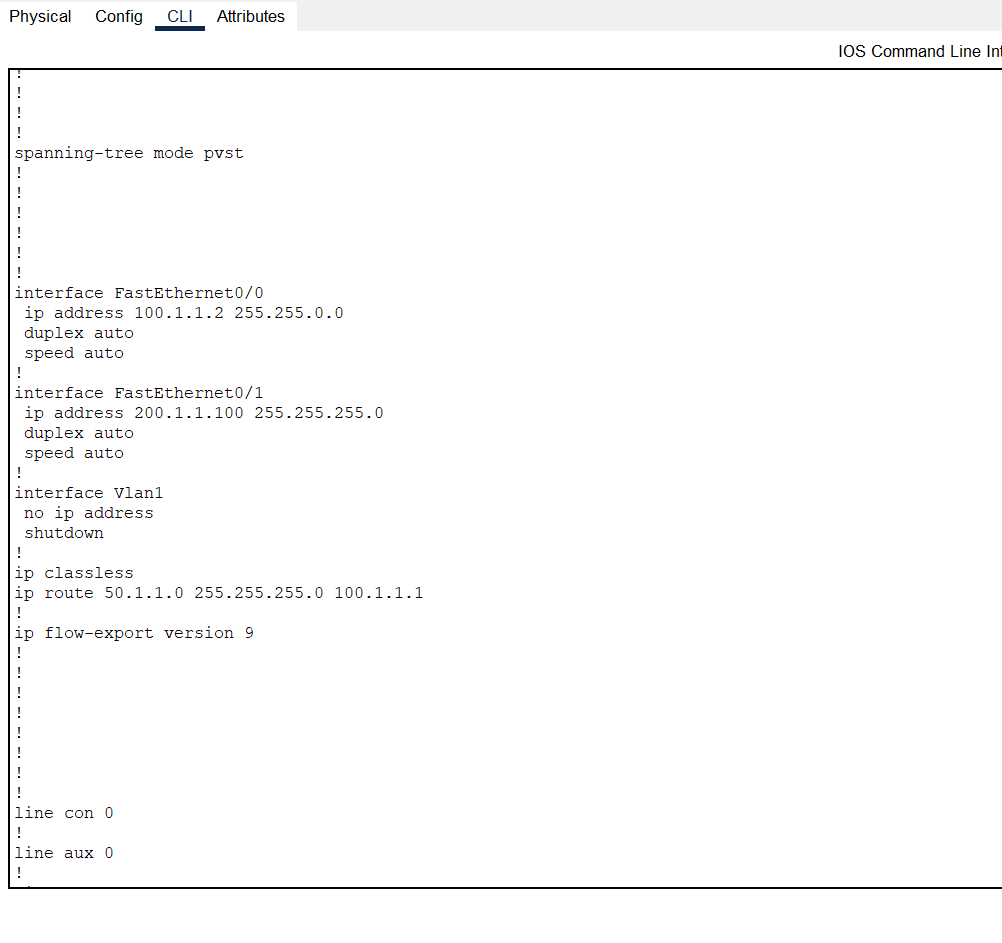 Physical Config CLI Attributes
IOS Command Line Int
!
!
!
!
spanning-tree mode pvst
!
!
!
!
!
!
interface FastEthernet0/0
 ip address 100.1.1.2 255.255.0.0
 duplex auto
 speed auto
!
interface FastEthernet0/1
 ip address 200.1.1.100 255.255.255.0
 duplex auto
 speed auto
!
interface Vlan1
 no ip address
 shutdown
!
ip classless
ip route 50.1.1.0 255.255.255.0 100.1.1.1
!
ip flow-export version 9
!
!
!
!
!
!
!
!
line con 0
!
line aux 0
!